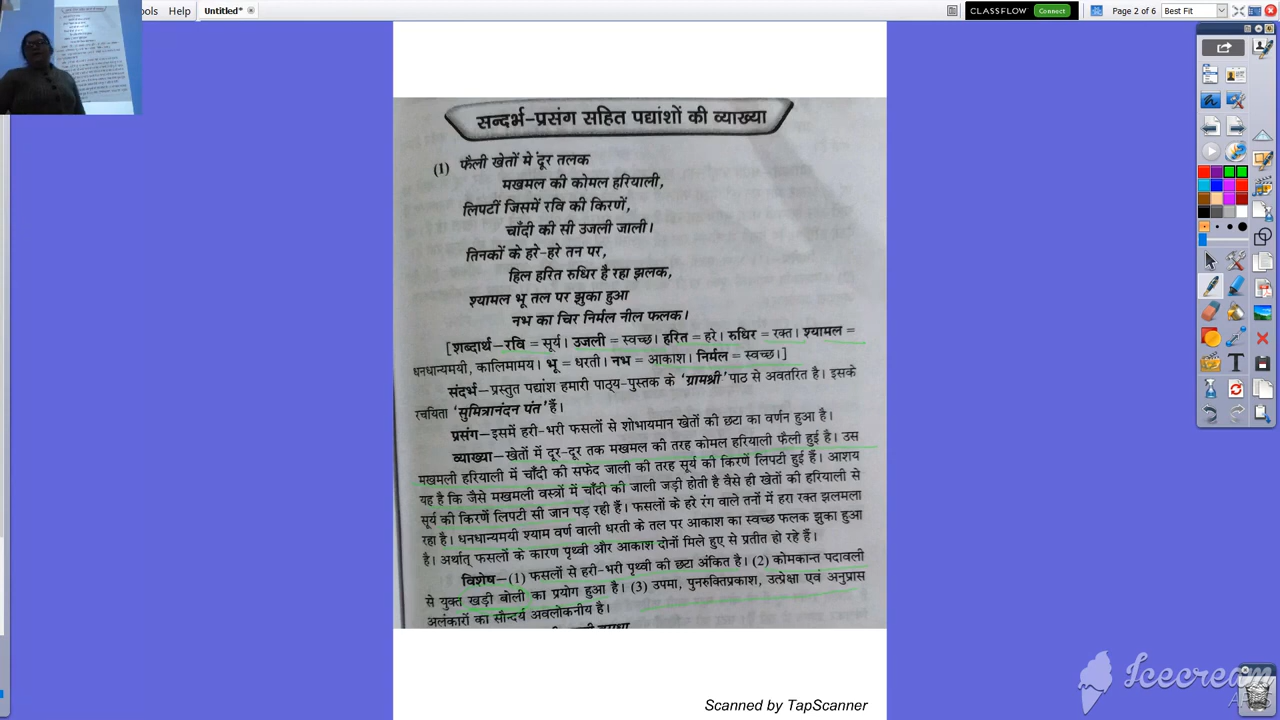 ols Help Untitled*
CLASSFLOW Connect Page 2 of 6 Best Fit
सन्दर्भ-प्रसंग सहित पद्यांशों की व्याख्या
(1) फैली खेतों में दूर तलक
मखमल की कोमल हरियाली,
लिपटीं जिसमें रवि की किरणें,
चाँदी की सी उजली जाली।
तिनकों के हरे-हरे तन पर,
हिल हरित रुधिर है रहा झलक,
श्यामल भू तल पर झुका हुआ
नभ का चिर निर्मल नील फलक।
[शब्दार्थ—रवि = सूर्य। उजली = स्वच्छ। हरित = हरे। रुधिर = रक्त। श्यामल =
धनधान्यमयी, कालिमामय। भू = धरती। नभ = आकाश। निर्मल = स्वच्छ।]
संदर्भ—प्रस्तुत पद्यांश हमारी पाठ्य-पुस्तक के 'ग्रामश्री' पाठ से अवतरित है। इसके
रचयिता 'सुमित्रानंदन पंत' हैं।
प्रसंग—इसमें हरी-भरी फसलों से शोभायमान खेतों की छटा का वर्णन हुआ है।
व्याख्या—खेतों में दूर-दूर तक मखमल की तरह कोमल हरियाली फैली हुई है। उस
मखमली हरियाली में चाँदी की सफेद जाली की तरह सूर्य की किरणें लिपटी हुई हैं। आशय
यह है कि जैसे मखमली वस्त्रों में चाँदी की जाली जड़ी होती है वैसे ही खेतों की हरियाली से
सूर्य की किरणें लिपटी सी जान पड़ रही हैं। फसलों के हरे रंग वाले तनों में हरा रक्त झलमला
रहा है। धनधान्यमयी श्याम वर्ण वाली धरती के तल पर आकाश का स्वच्छ फलक झुका हुआ
है। अर्थात् फसलों के कारण पृथ्वी और आकाश दोनों मिले हुए से प्रतीत हो रहे हैं।
विशेष—(1) फसलों से हरी-भरी पृथ्वी की छटा अंकित है। (2) कोमकान्त पदावली
से युक्त खड़ी बोली का प्रयोग हुआ है। (3) उपमा, पुनरुक्तिप्रकाश, उत्प्रेक्षा एवं अनुप्रास
अलंकारों का सौन्दर्य अवलोकनीय है।
Scanned by TapScanner
Icecream
APPS